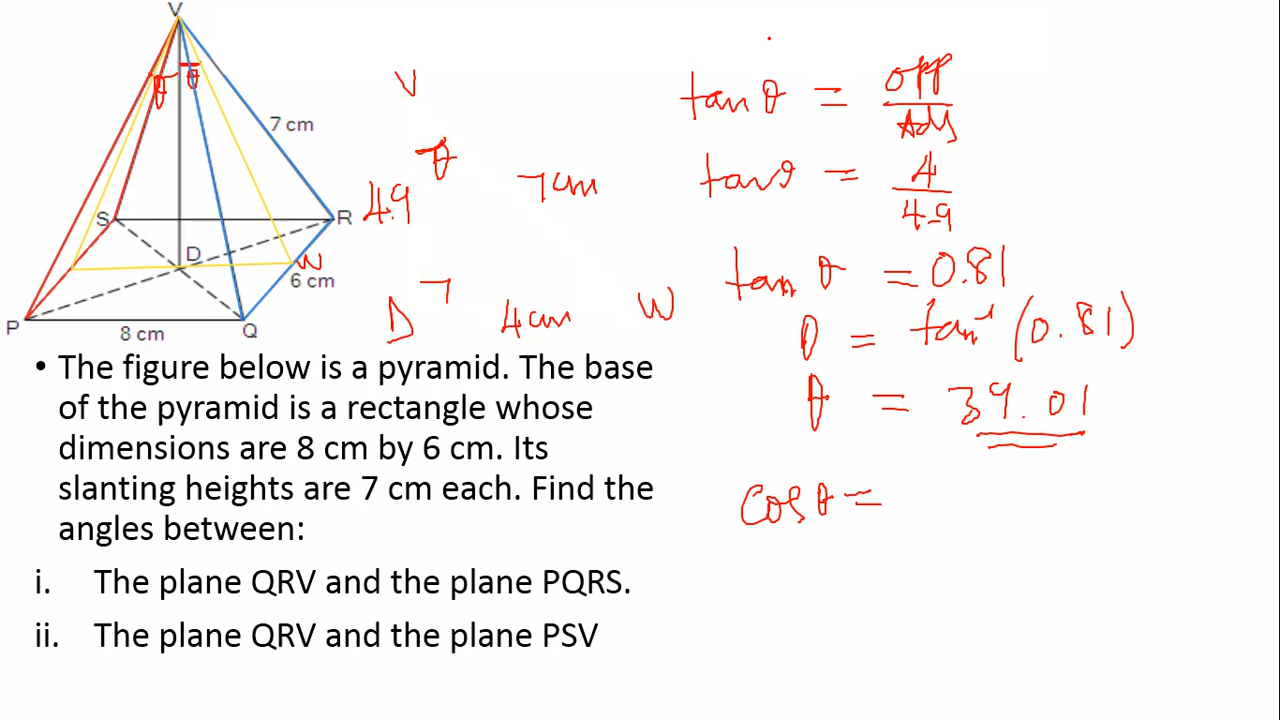 V
θ θ
7 cm
S
R
D
W
6 cm
P
8 cm
Q
V
θ
4.9
7cm
D
4cm
W
tan θ = opp / Adj
tan θ = 4 / 4.9
tan θ = 0.81
θ = tan⁻¹ (0.81)
θ = 39.01
cos θ =
• The figure below is a pyramid. The base
of the pyramid is a rectangle whose
dimensions are 8 cm by 6 cm. Its
slanting heights are 7 cm each. Find the
angles between:
i. The plane QRV and the plane PQRS.
ii. The plane QRV and the plane PSV